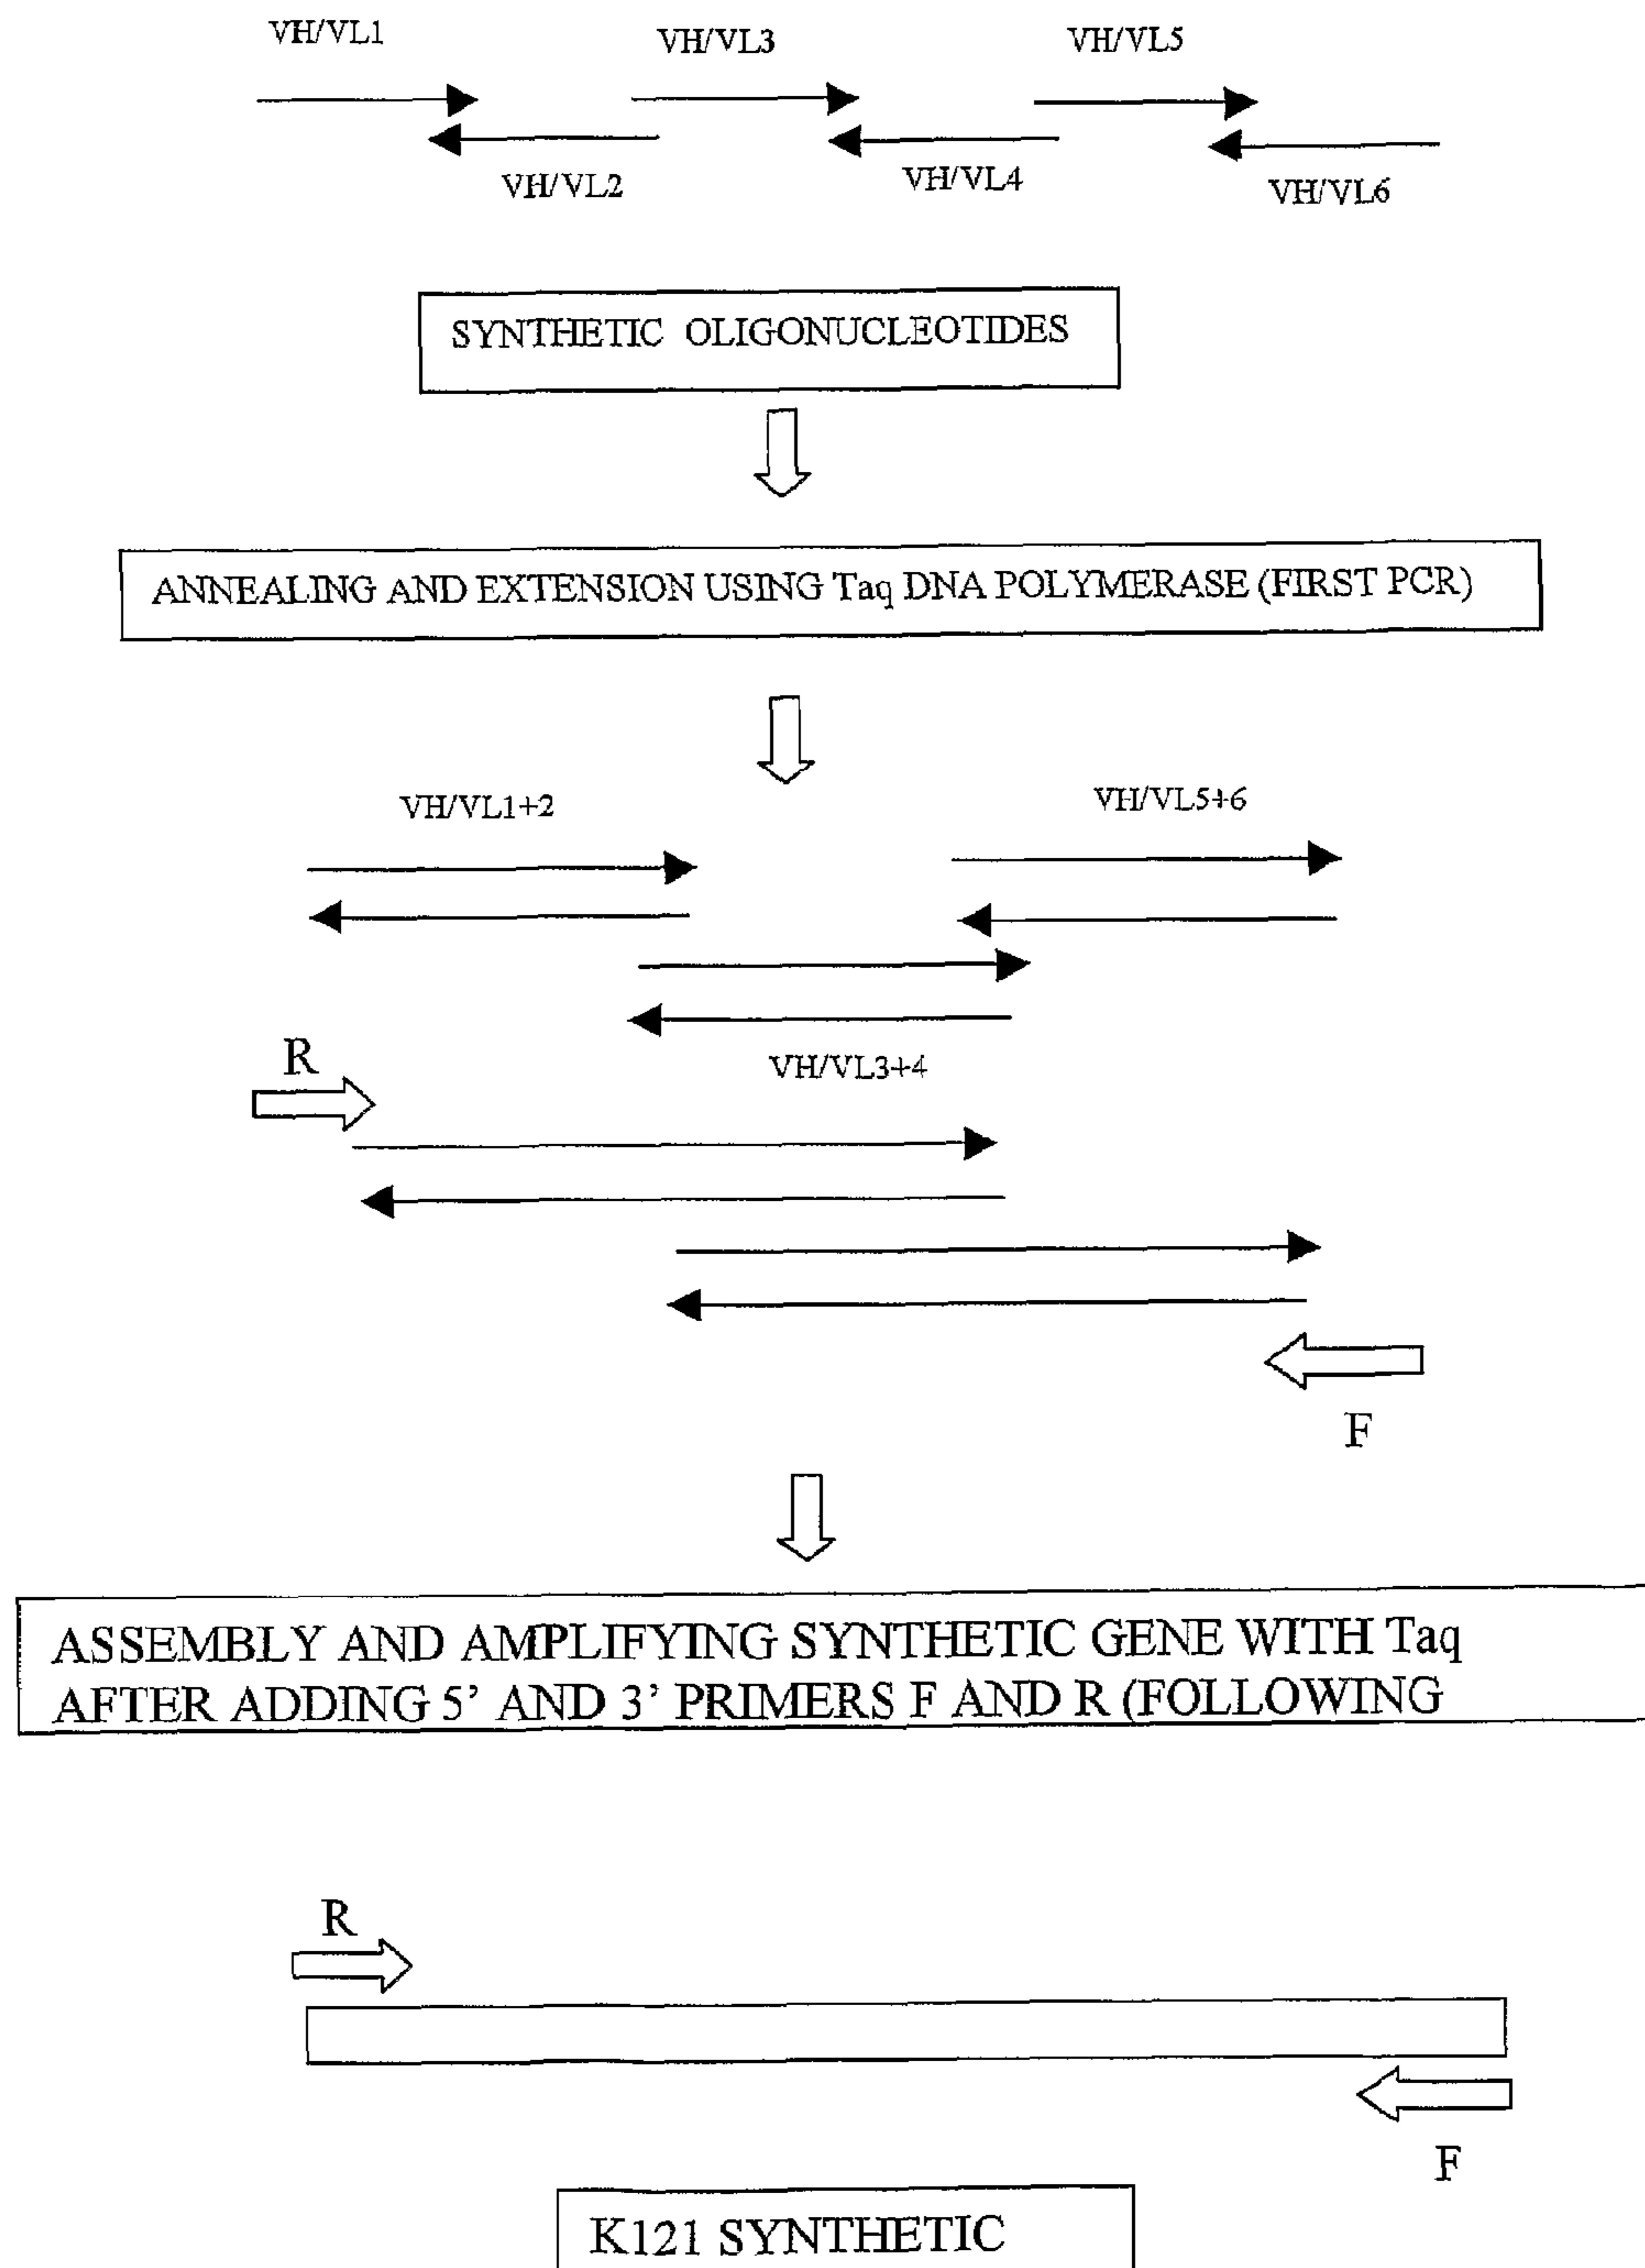 VH/VL1
VH/VL3
VH/VL5
VH/VL2
VH/VL4
VH/VL6
SYNTHETIC OLIGONUCLEOTIDES
ANNEALING AND EXTENSION USING Taq DNA POLYMERASE (FIRST PCR)
VH/VL1+2
VH/VL5+6
VH/VL3+4
R
F
ASSEMBLY AND AMPLIFYING SYNTHETIC GENE WITH Taq
AFTER ADDING 5’ AND 3’ PRIMERS F AND R (FOLLOWING
R
F
K121 SYNTHETIC